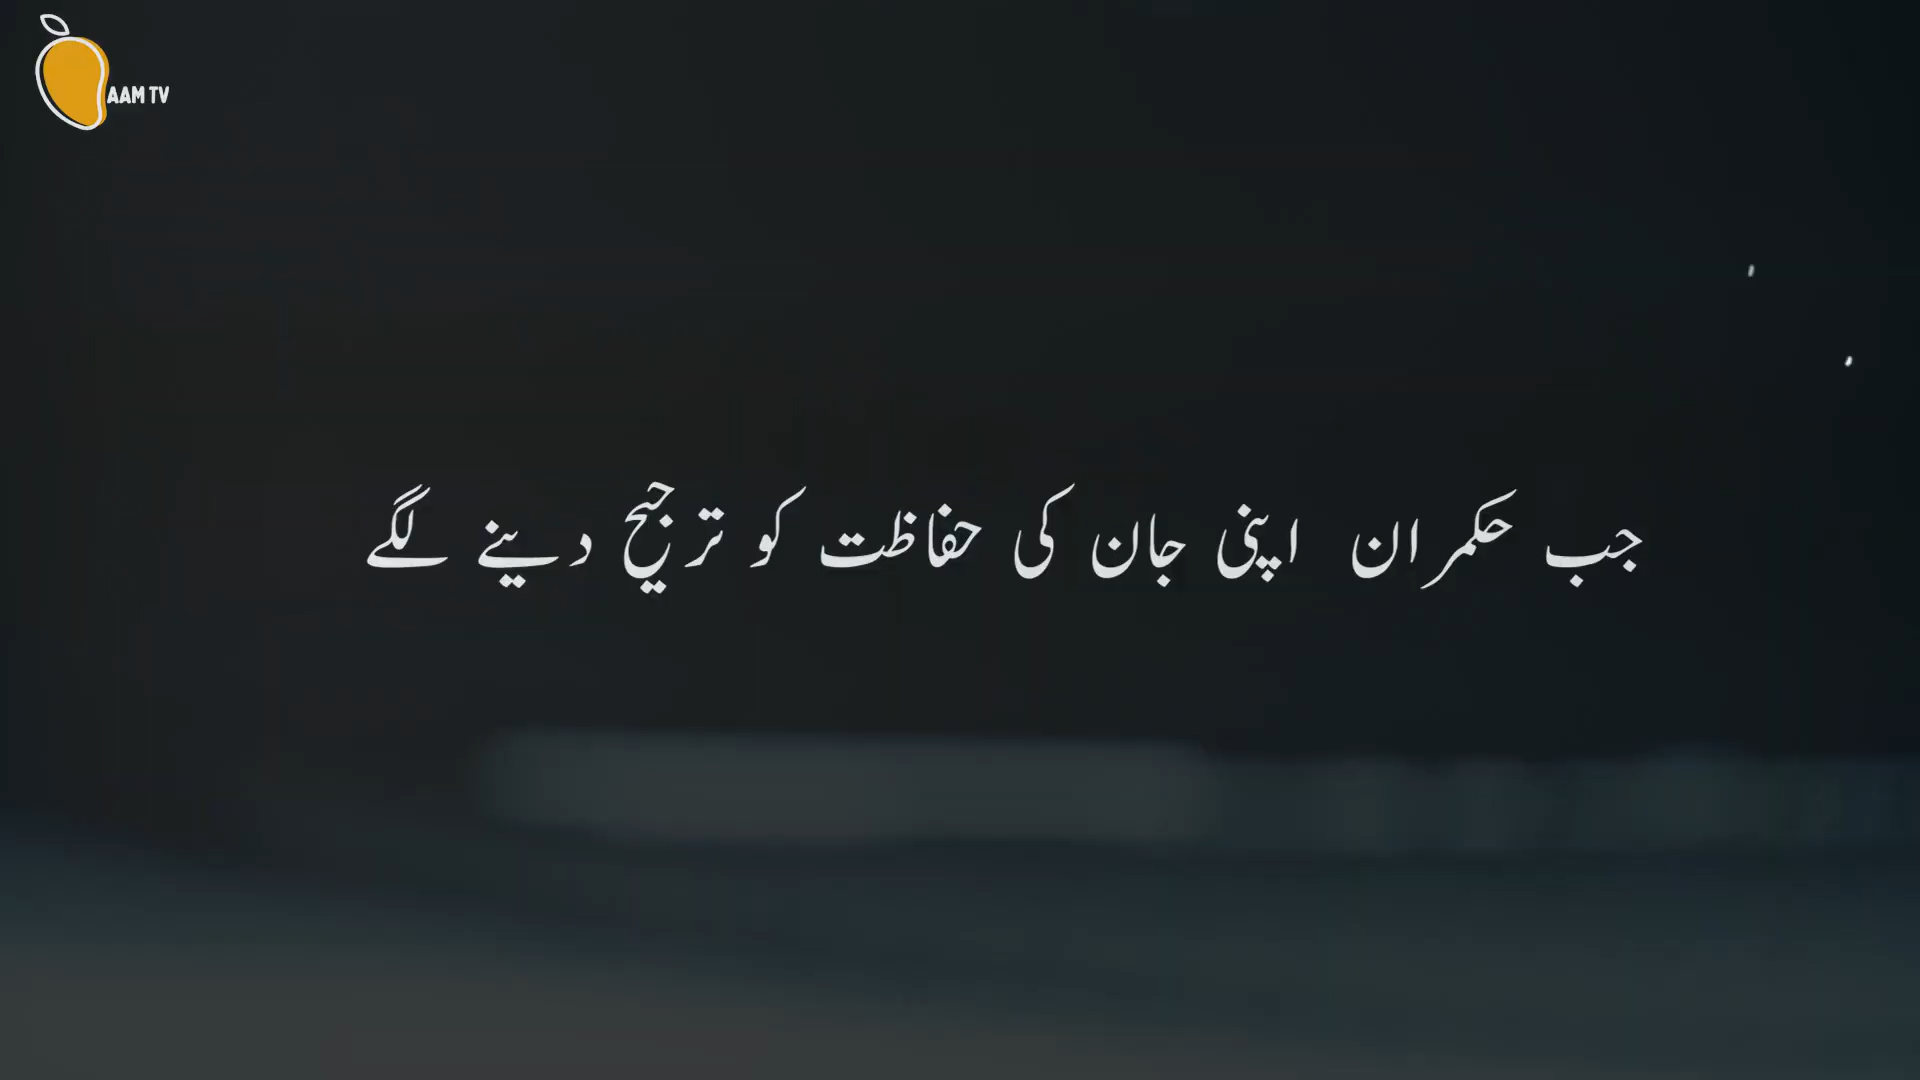 AAM TV
جب حکمران اپنی جان کی حفاظت کو ترجیح دینے لگے